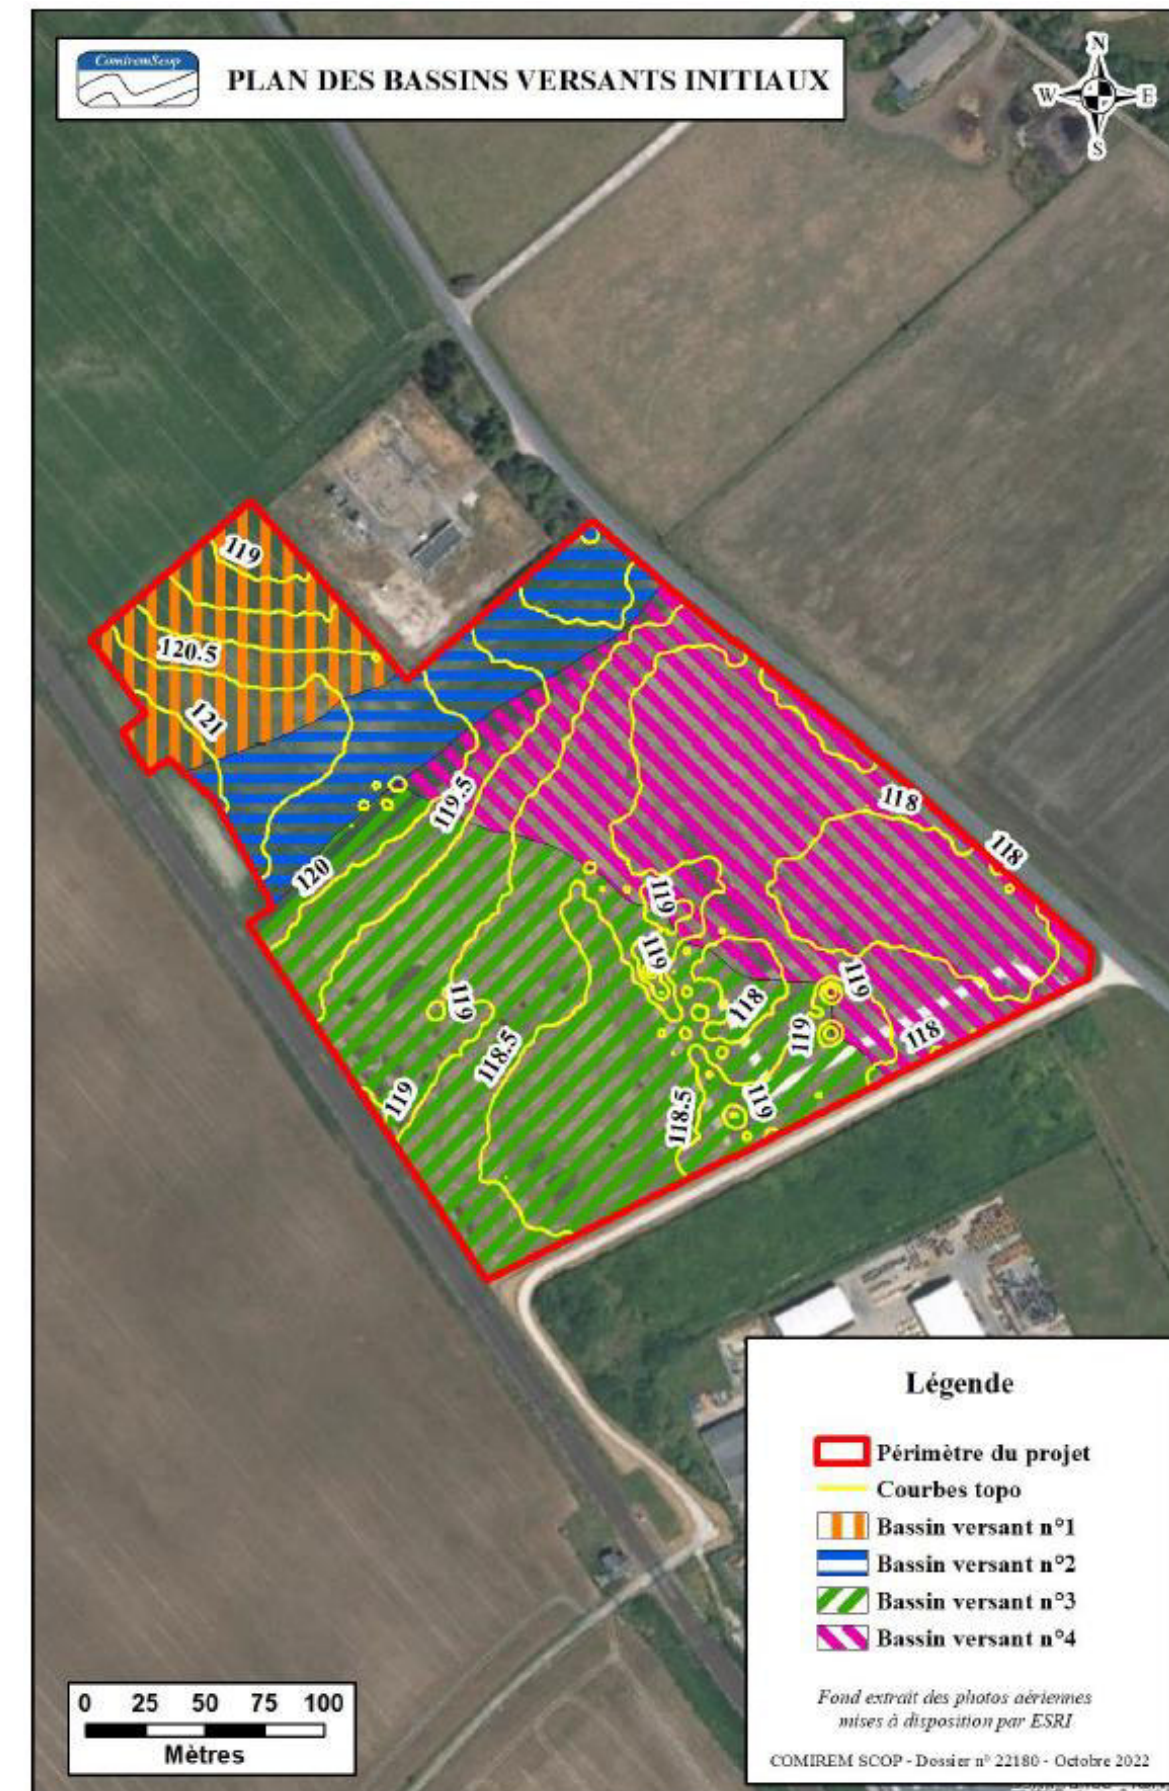 ComiremScop
PLAN DES BASSINS VERSANTS INITIAUX
N
W E
S
119
120.5
121
119.5
120
118
118
119
119
119
118
119
119
118.5
118
119
119
118.5
Légende
Périmètre du projet
Courbes topo
Bassin versant n°1
Bassin versant n°2
Bassin versant n°3
Bassin versant n°4
Fond extrait des photos aériennes
mises à disposition par ESRI
COMIREM SCOP - Dossier n° 22180 - Octobre 2022
0 25 50 75 100
Mètres